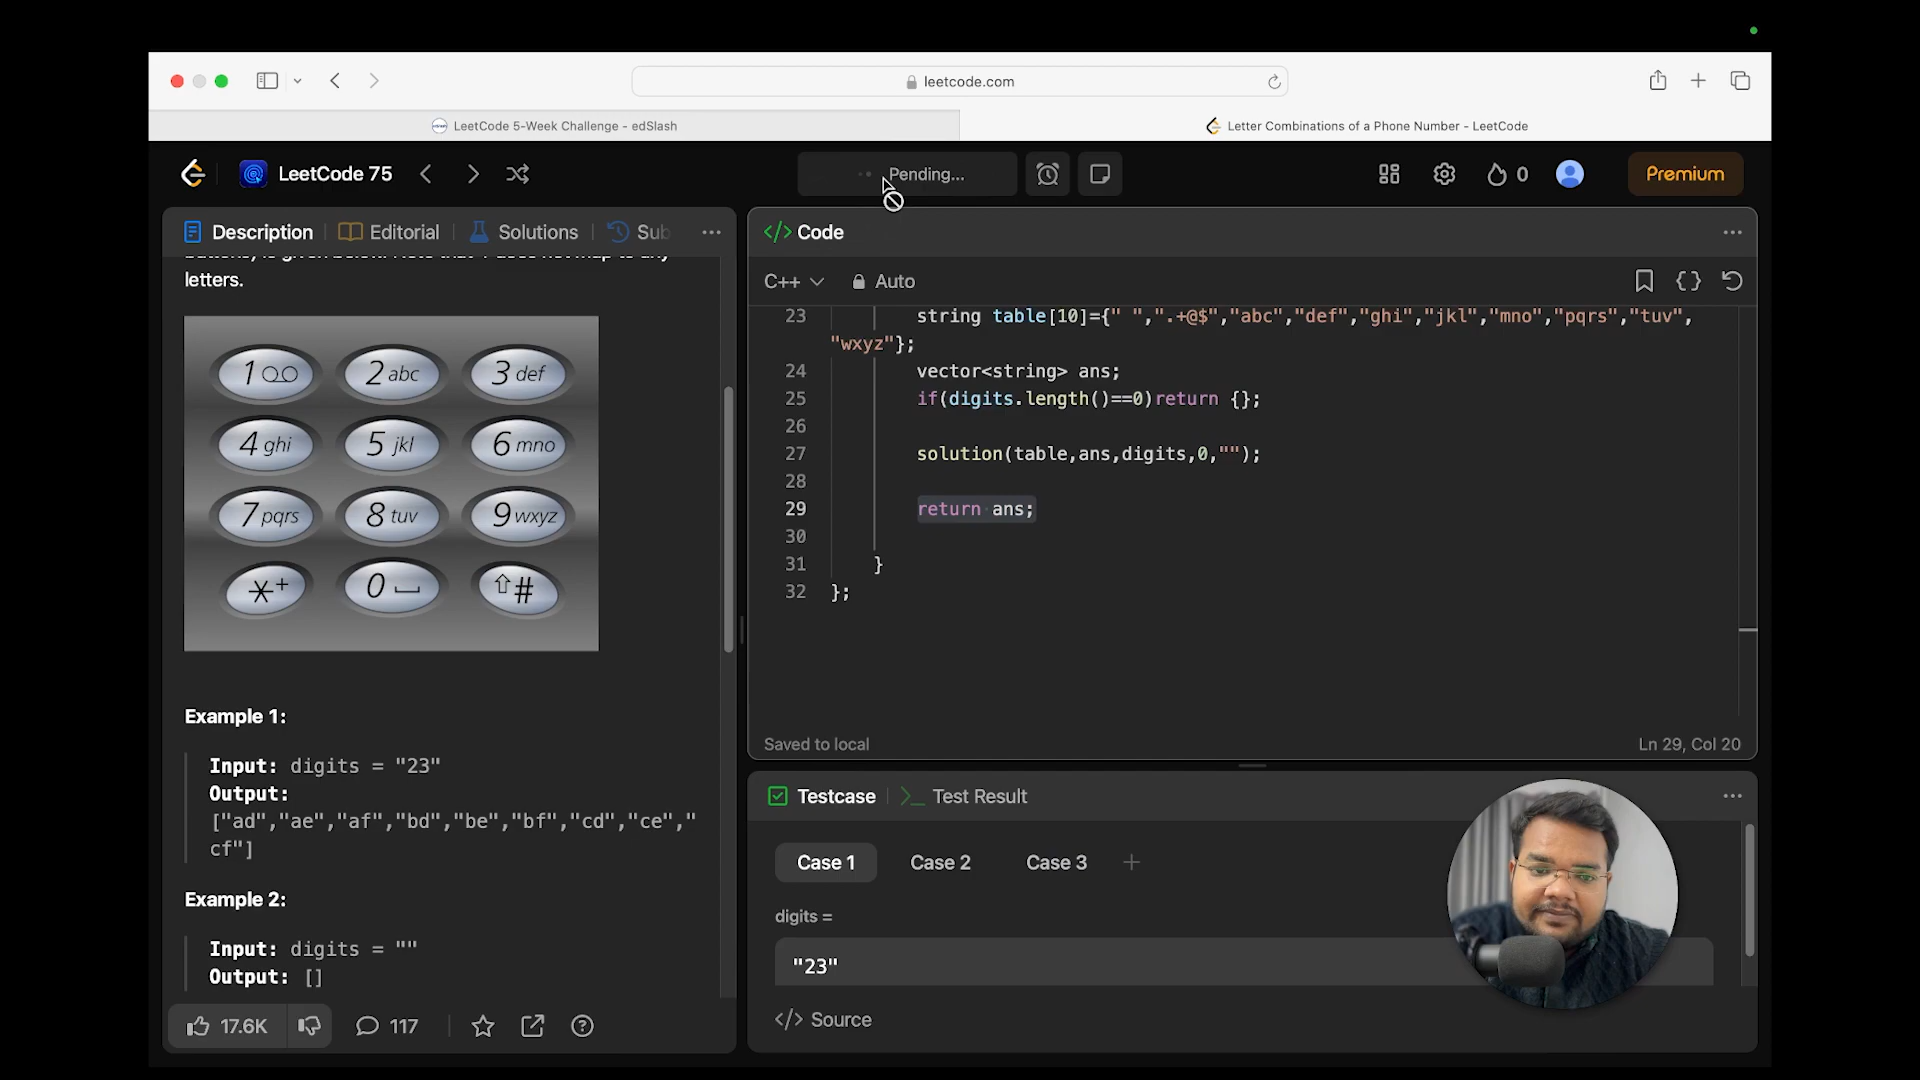 leetcode.com
LeetCode 5-Week Challenge - edSlash
Letter Combinations of a Phone Number - LeetCode
LeetCode 75
Pending...
0
Premium
Description
Editorial
Solutions
Sub
letters.
1
2 abc
3 def
4 ghi
5 jkl
6 mno
7 pqrs
8 tuv
9 wxyz
*+
0
#
Example 1:
Input: digits = "23"
Output:
["ad","ae","af","bd","be","bf","cd","ce","
cf"]
Example 2:
Input: digits = ""
Output: []
17.6K
117
</> Code
C++
Auto
23 string table[10]={" ",".+@$","abc","def","ghi","jkl","mno","pqrs","tuv",
"wxyz"};
24 vector<string> ans;
25 if(digits.length()==0)return {};
26
27 solution(table,ans,digits,0,"");
28
29 return ans;
30
31 }
32 };
Saved to local
Ln 29, Col 20
Testcase
>_ Test Result
Case 1
Case 2
Case 3
digits =
"23"
</> Source